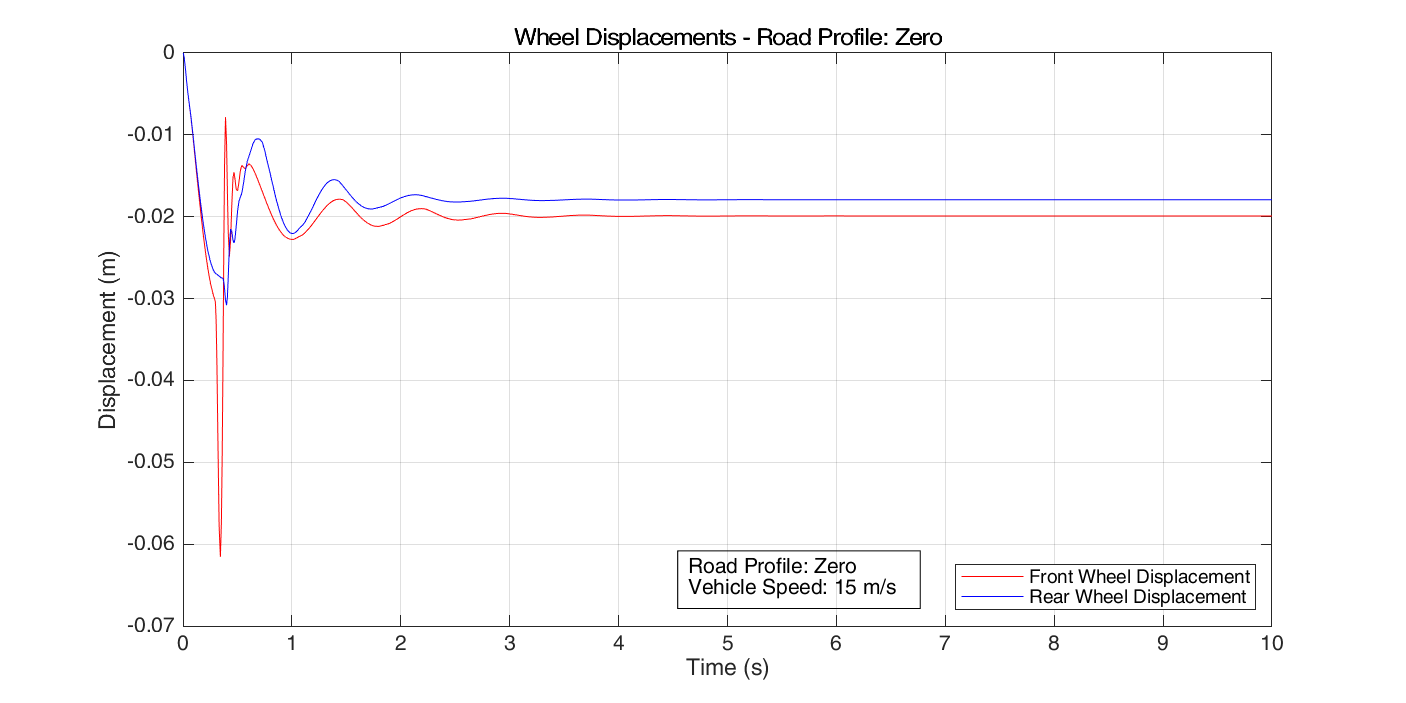 Wheel Displacements - Road Profile: Zero
0
-0.01
-0.02
-0.03
-0.04
-0.05
-0.06
-0.07
Displacement (m)
0 1 2 3 4 5 6 7 8 9 10
Time (s)
Road Profile: Zero
Vehicle Speed: 15 m/s
Front Wheel Displacement
Rear Wheel Displacement